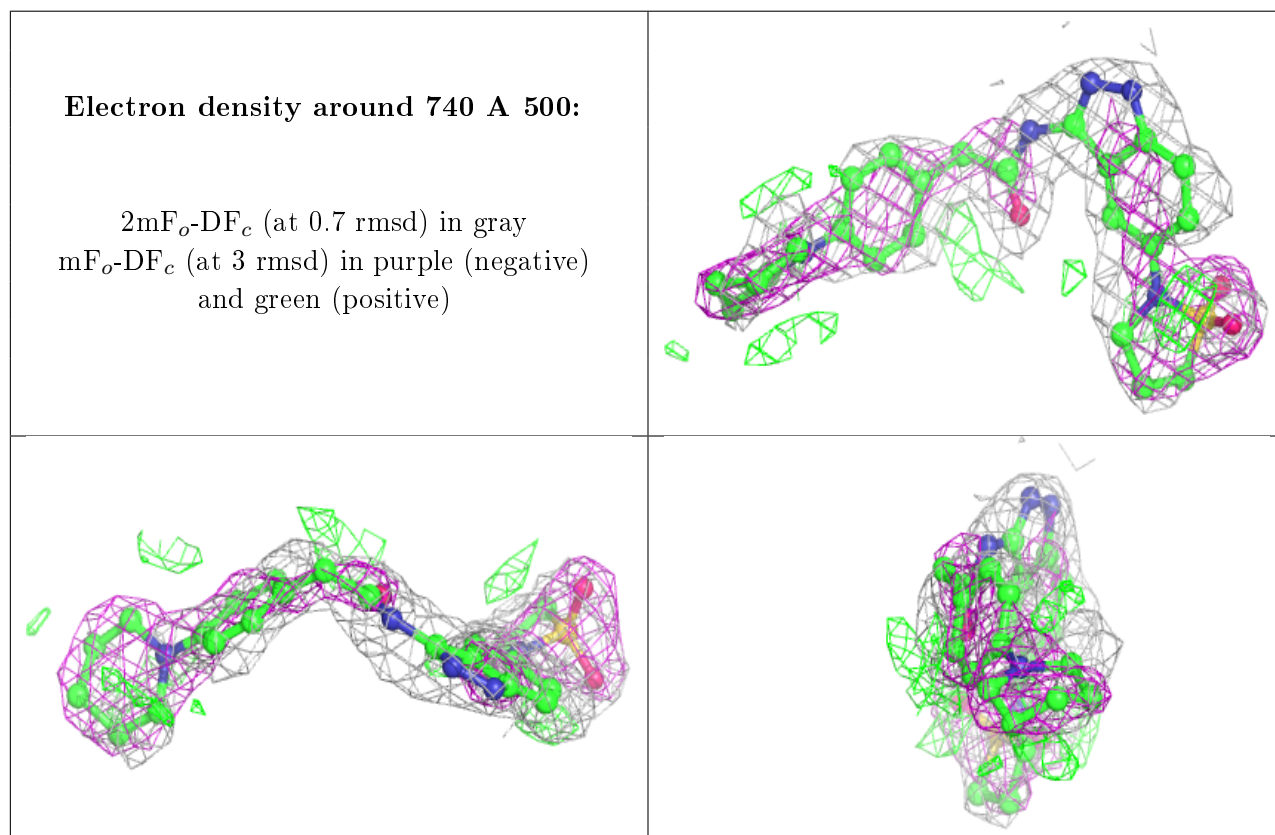 Electron density around 740 A 500:
2mFₒ-DF𝒸 (at 0.7 rmsd) in gray
mFₒ-DF𝒸 (at 3 rmsd) in purple (negative)
and green (positive)